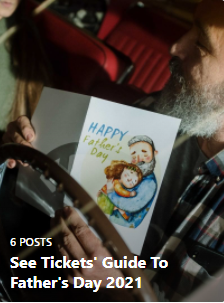 HAPPY
Father's
Day
6 POSTS
See Tickets' Guide To
Father's Day 2021